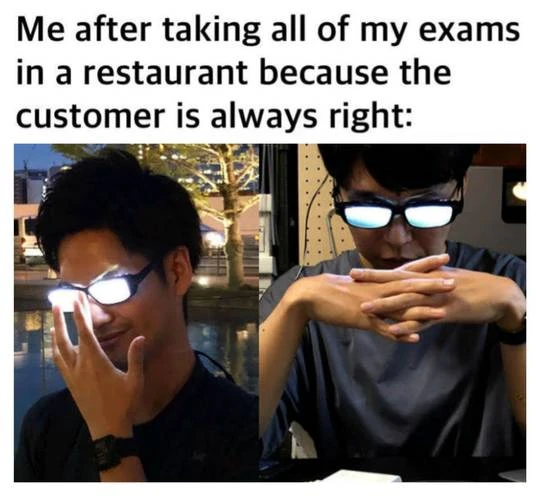 Me after taking all of my exams
in a restaurant because the
customer is always right: